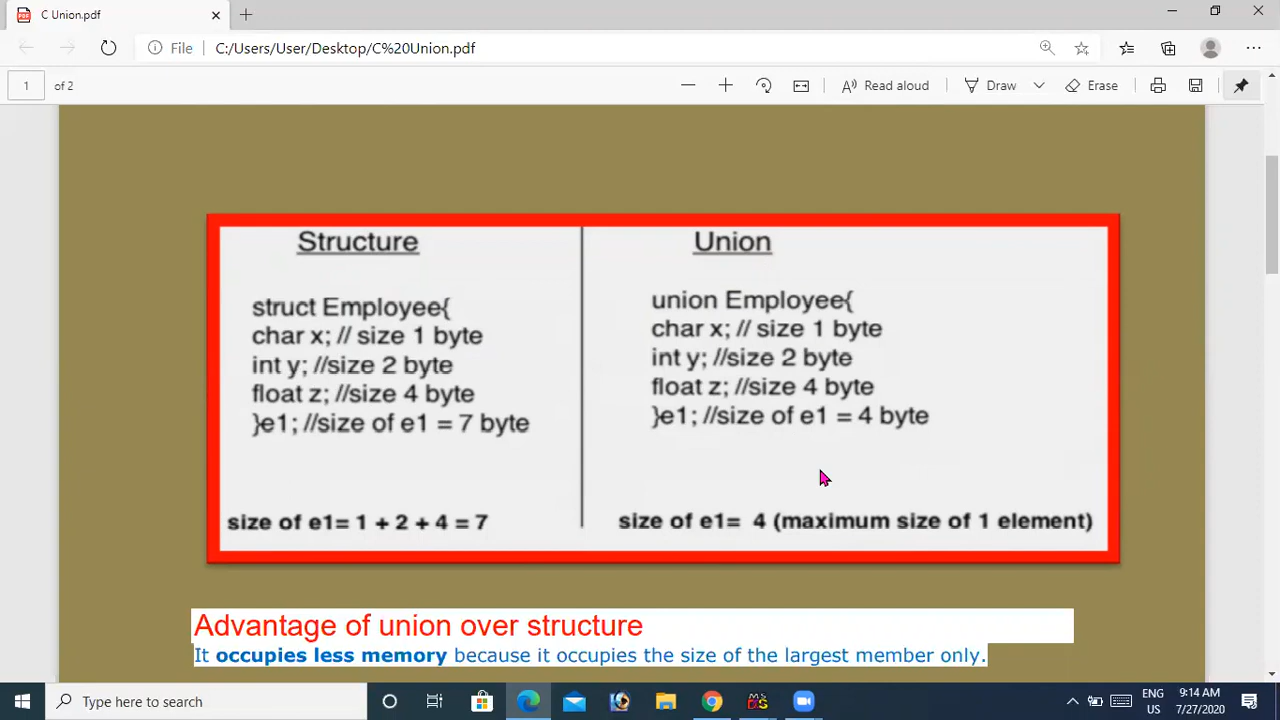 C Union.pdf
File
C:/Users/User/Desktop/C%20Union.pdf
1
of 2
Read aloud
Draw
Erase
Structure
struct Employee{
char x; // size 1 byte
int y; //size 2 byte
float z; //size 4 byte
}e1; //size of e1 = 7 byte
size of e1= 1 + 2 + 4 = 7
Union
union Employee{
char x; // size 1 byte
int y; //size 2 byte
float z; //size 4 byte
}e1; //size of e1 = 4 byte
size of e1= 4 (maximum size of 1 element)
Advantage of union over structure
It occupies less memory because it occupies the size of the largest member only.
Type here to search
ENG
US
9:14 AM
7/27/2020